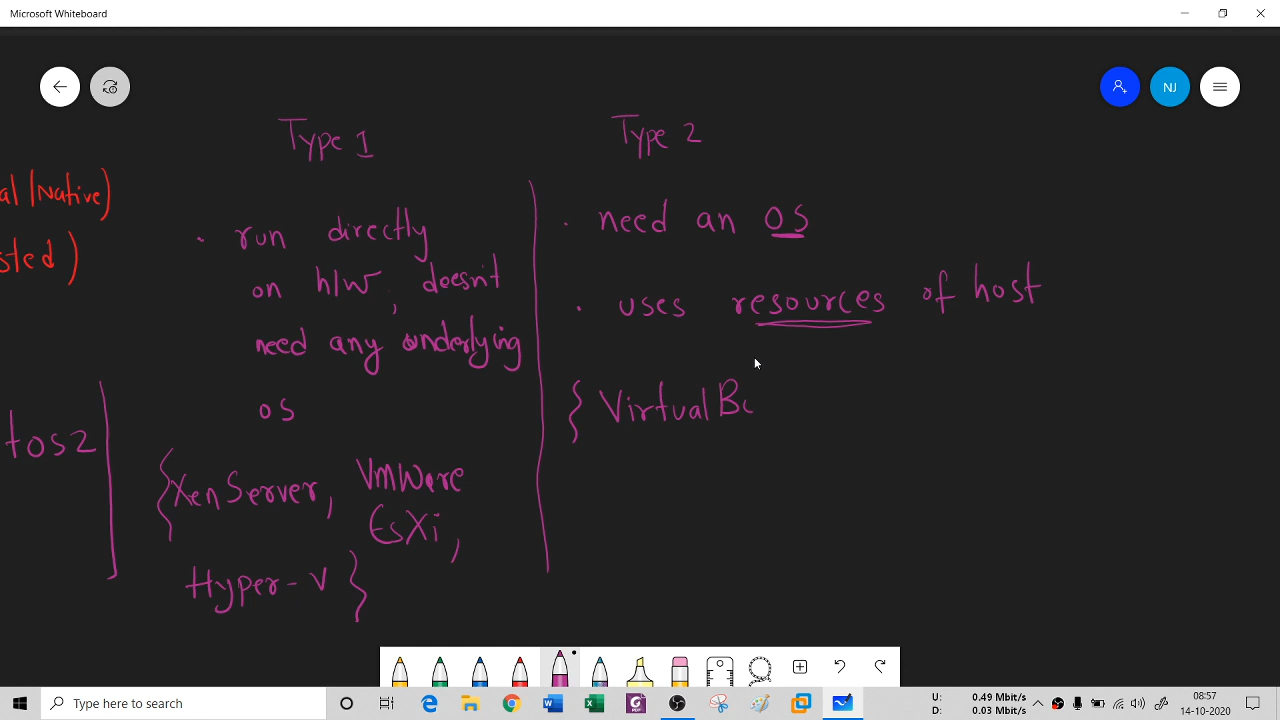 Microsoft Whiteboard
NJ
al/Native)
sted)
tos2
Type 1
run directly
on h/w, doesn't
need any underlying
os
{XenServer, VMWare
EsXi,
Hyper-V}
Type 2
need an OS
uses resources of host
{VirtualBo
Type here to search
U: 0.49 Mbit/s
D: 0.03 Mbit/s
08:57
14-10-2020